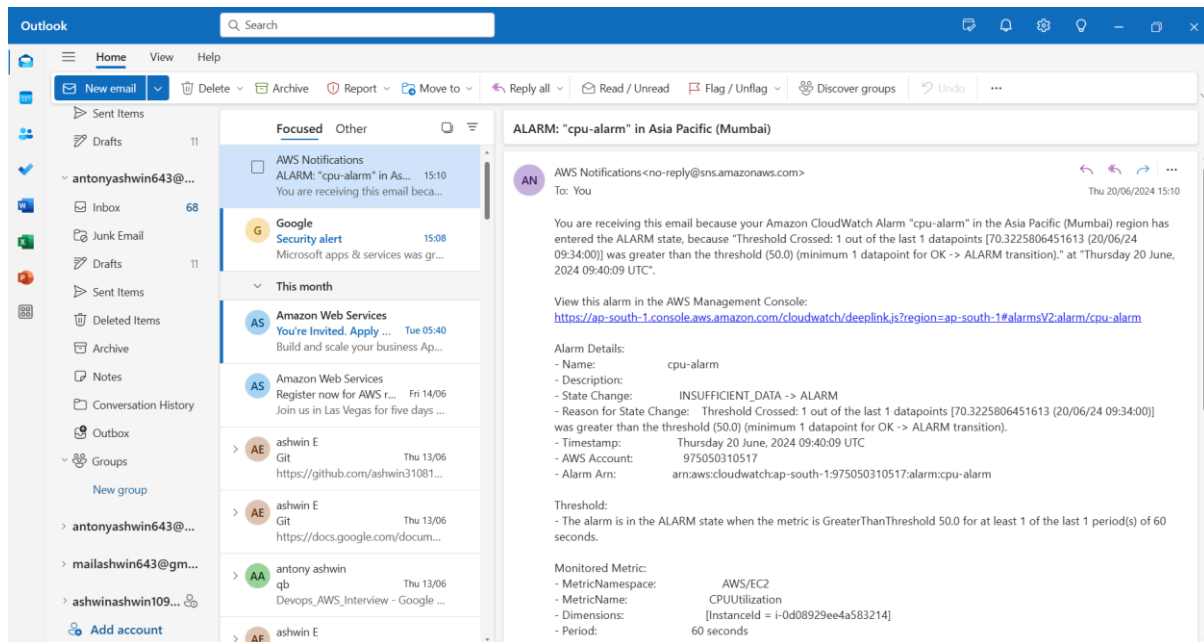 Outlook
Search
Home View Help
New email Delete Archive Report Move to Reply all Read / Unread Flag / Unflag Discover groups Undo ...
Sent Items
Drafts 11
antonyashwin643@...
Inbox 68
Junk Email
Drafts 11
Sent Items
Deleted Items
Archive
Notes
Conversation History
Outbox
Groups
New group
antonyashwin643@...
mailashwin643@gm...
ashwinashwin109...
Add account
Focused Other
AWS Notifications
ALARM: "cpu-alarm" in As... 15:10
You are receiving this email beca...
G
Google
Security alert 15:08
Microsoft apps & services was gr...
This month
AS
Amazon Web Services
You're Invited. Apply ... Tue 05:40
Build and scale your business Ap...
AS
Amazon Web Services
Register now for AWS r... Fri 14/06
Join us in Las Vegas for five days ...
AE
ashwin E
Git Thu 13/06
https://github.com/ashwin31081...
AE
ashwin E
Git Thu 13/06
https://docs.google.com/docum...
AA
antony ashwin
qb Thu 13/06
Devops_AWS_Interview - Google ...
AE
ashwin E
ALARM: "cpu-alarm" in Asia Pacific (Mumbai)
AN
AWS Notifications<no-reply@sns.amazonaws.com>
To: You
Thu 20/06/2024 15:10
You are receiving this email because your Amazon CloudWatch Alarm "cpu-alarm" in the Asia Pacific (Mumbai) region has
entered the ALARM state, because "Threshold Crossed: 1 out of the last 1 datapoints [70.3225806451613 (20/06/24
09:34:00)] was greater than the threshold (50.0) (minimum 1 datapoint for OK -> ALARM transition)." at "Thursday 20 June,
2024 09:40:09 UTC".
View this alarm in the AWS Management Console:
https://ap-south-1.console.aws.amazon.com/cloudwatch/deeplink.js?region=ap-south-1#alarmsV2:alarm/cpu-alarm
Alarm Details:
- Name: cpu-alarm
- Description:
- State Change: INSUFFICIENT_DATA -> ALARM
- Reason for State Change: Threshold Crossed: 1 out of the last 1 datapoints [70.3225806451613 (20/06/24 09:34:00)]
was greater than the threshold (50.0) (minimum 1 datapoint for OK -> ALARM transition).
- Timestamp: Thursday 20 June, 2024 09:40:09 UTC
- AWS Account: 975050310517
- Alarm Arn: arn:aws:cloudwatch:ap-south-1:975050310517:alarm:cpu-alarm
Threshold:
- The alarm is in the ALARM state when the metric is GreaterThanThreshold 50.0 for at least 1 of the last 1 period(s) of 60
seconds.
Monitored Metric:
- MetricNamespace: AWS/EC2
- MetricName: CPUUtilization
- Dimensions: [InstanceId = i-0d08929ee4a583214]
- Period: 60 seconds